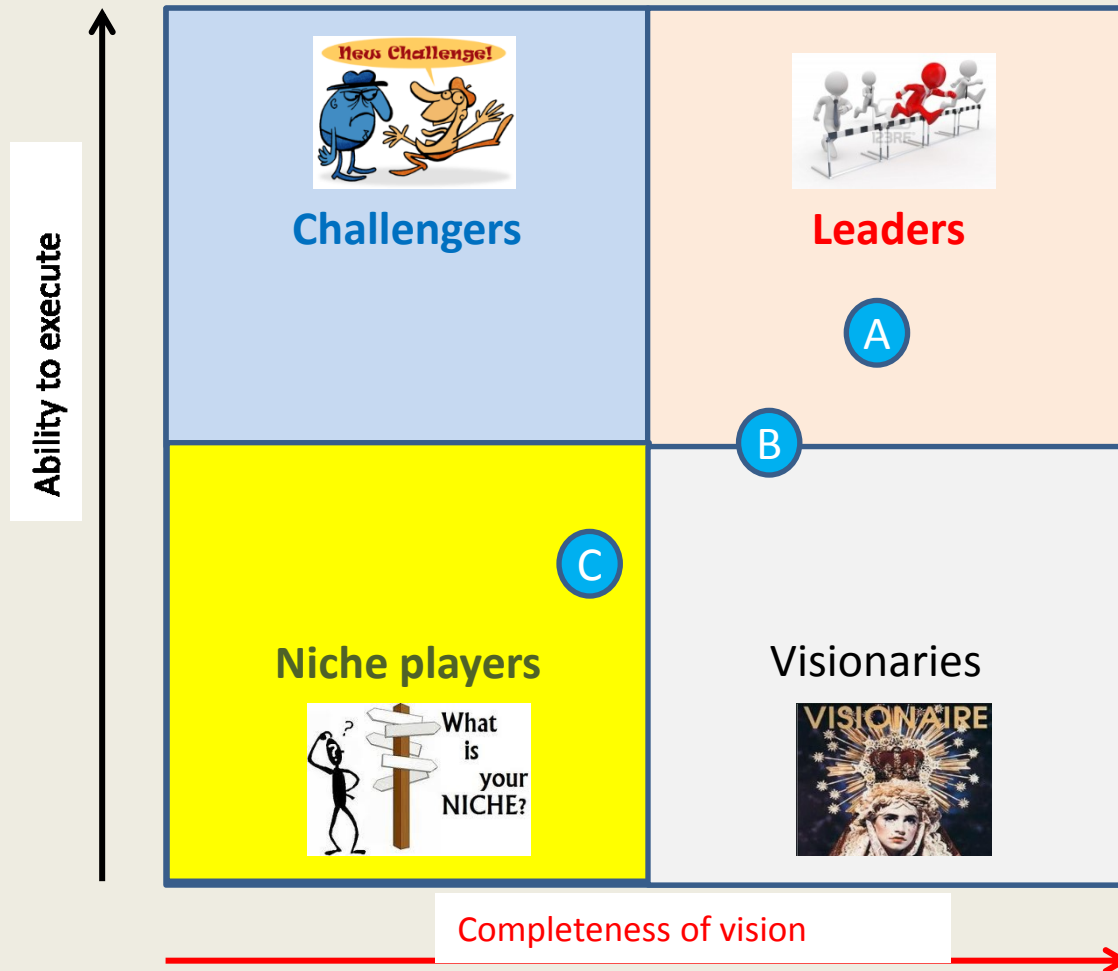 New Challenge!
Challengers
Leaders
Ability to execute
A
B
C
Niche players
Visionaries
What
is
your
NICHE?
VISIONAIRE
Completeness of vision